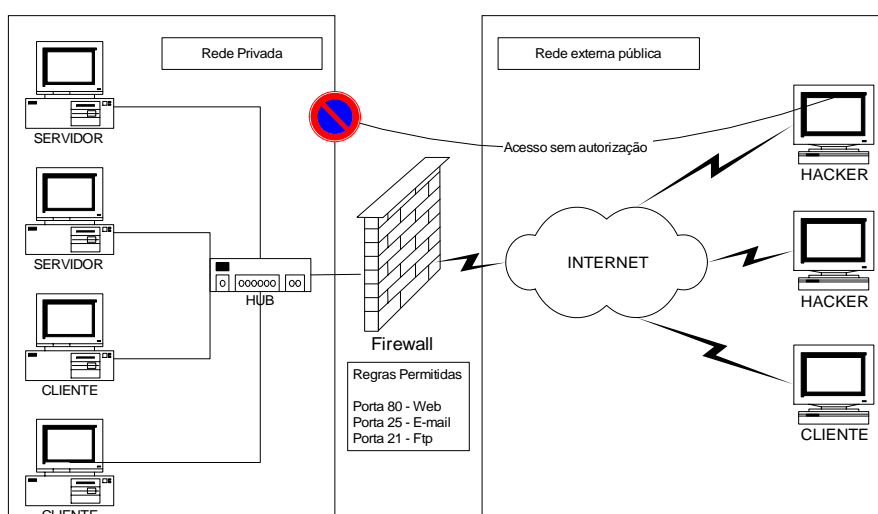 Rede Privada
Rede externa pública
SERVIDOR
SERVIDOR
CLIENTE
CLIENTE
HUB
Firewall
Regras Permitidas
Porta 80 - Web
Porta 25 - E-mail
Porta 21 - Ftp
Acesso sem autorização
INTERNET
HACKER
HACKER
CLIENTE